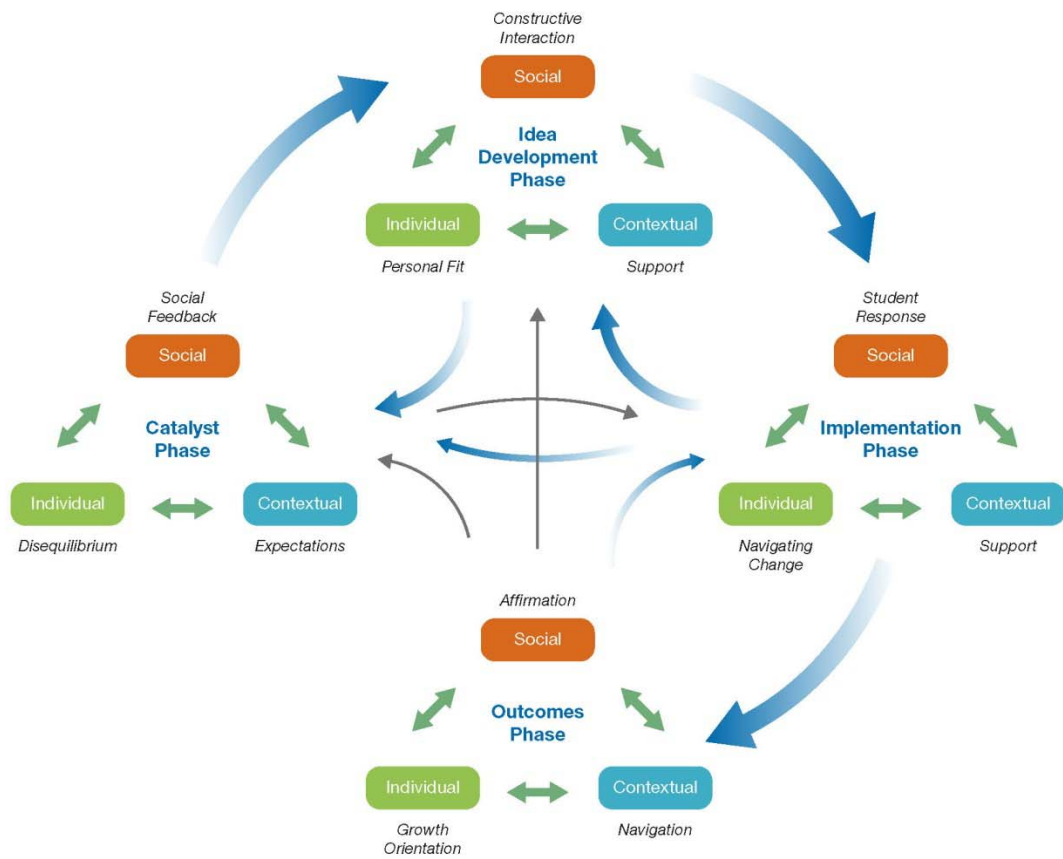 Constructive
Interaction
Social
Idea
Development
Phase
Individual
Contextual
Personal Fit
Support
Social
Feedback
Social
Catalyst
Phase
Individual
Contextual
Disequilibrium
Expectations
Student
Response
Social
Implementation
Phase
Individual
Contextual
Navigating
Change
Support
Affirmation
Social
Outcomes
Phase
Individual
Contextual
Growth
Orientation
Navigation